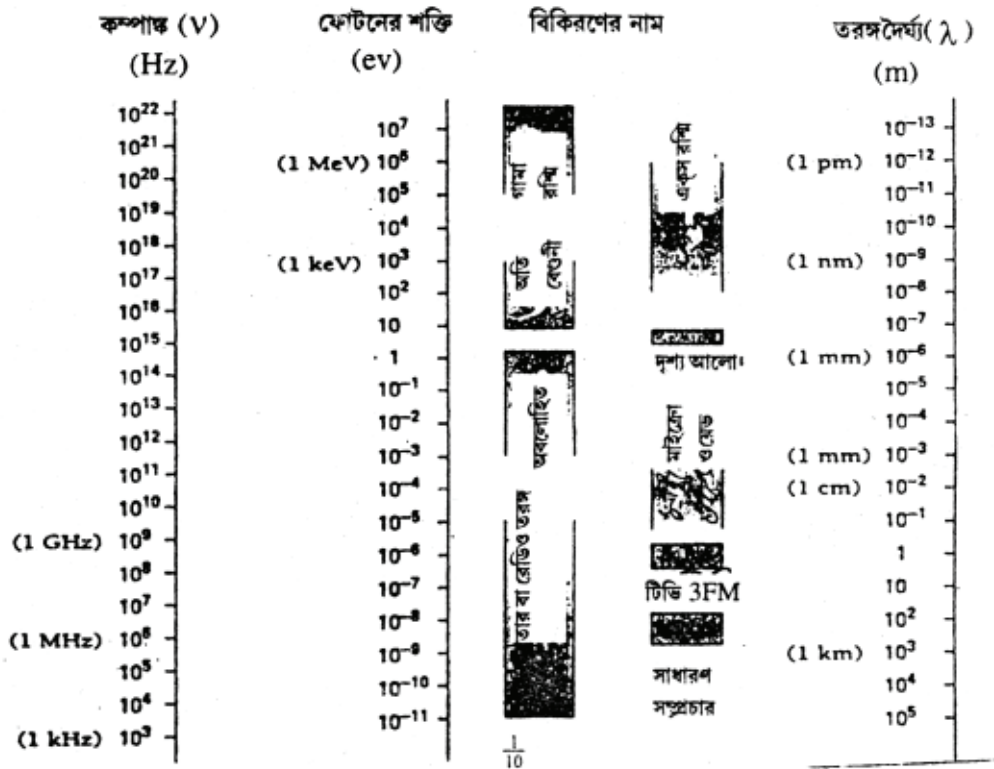 কম্পাঙ্ক (V) ফোটনের শক্তি বিকিরণের নাম তরঙ্গদৈর্ঘ্য( λ )
(Hz) (ev) (m)
10²²
10²¹
10²⁰
10¹⁹
10¹⁸
10¹⁷
10¹⁶
10¹⁵
10¹⁴
10¹³
10¹²
10¹¹
10¹⁰
(1 GHz) 10⁹
10⁸
10⁷
(1 MHz) 10⁶
10⁵
10⁴
(1 kHz) 10³
10⁷
(1 MeV) 10⁶
10⁵
10⁴
(1 keV) 10³
10²
10
1
10⁻¹
10⁻²
10⁻³
10⁻⁴
10⁻⁵
10⁻⁶
10⁻⁷
10⁻⁸
10⁻⁹
10⁻¹⁰
10⁻¹¹
গামা
রশ্মি
অতি
বেগুনী
অবলোহিত
তার বা রেডিও তরঙ্গ
1
10
এক্স রশ্মি
দৃশ্য আলো
মাইক্রো
ওয়েভ
টিভি 3FM
সাধারণ
সম্প্রচার
10⁻¹³
(1 pm) 10⁻¹²
10⁻¹¹
10⁻¹⁰
(1 nm) 10⁻⁹
10⁻⁸
10⁻⁷
(1 mm) 10⁻⁶
10⁻⁵
10⁻⁴
(1 mm) 10⁻³
(1 cm) 10⁻²
10⁻¹
1
10
10²
(1 km) 10³
10⁴
10⁵